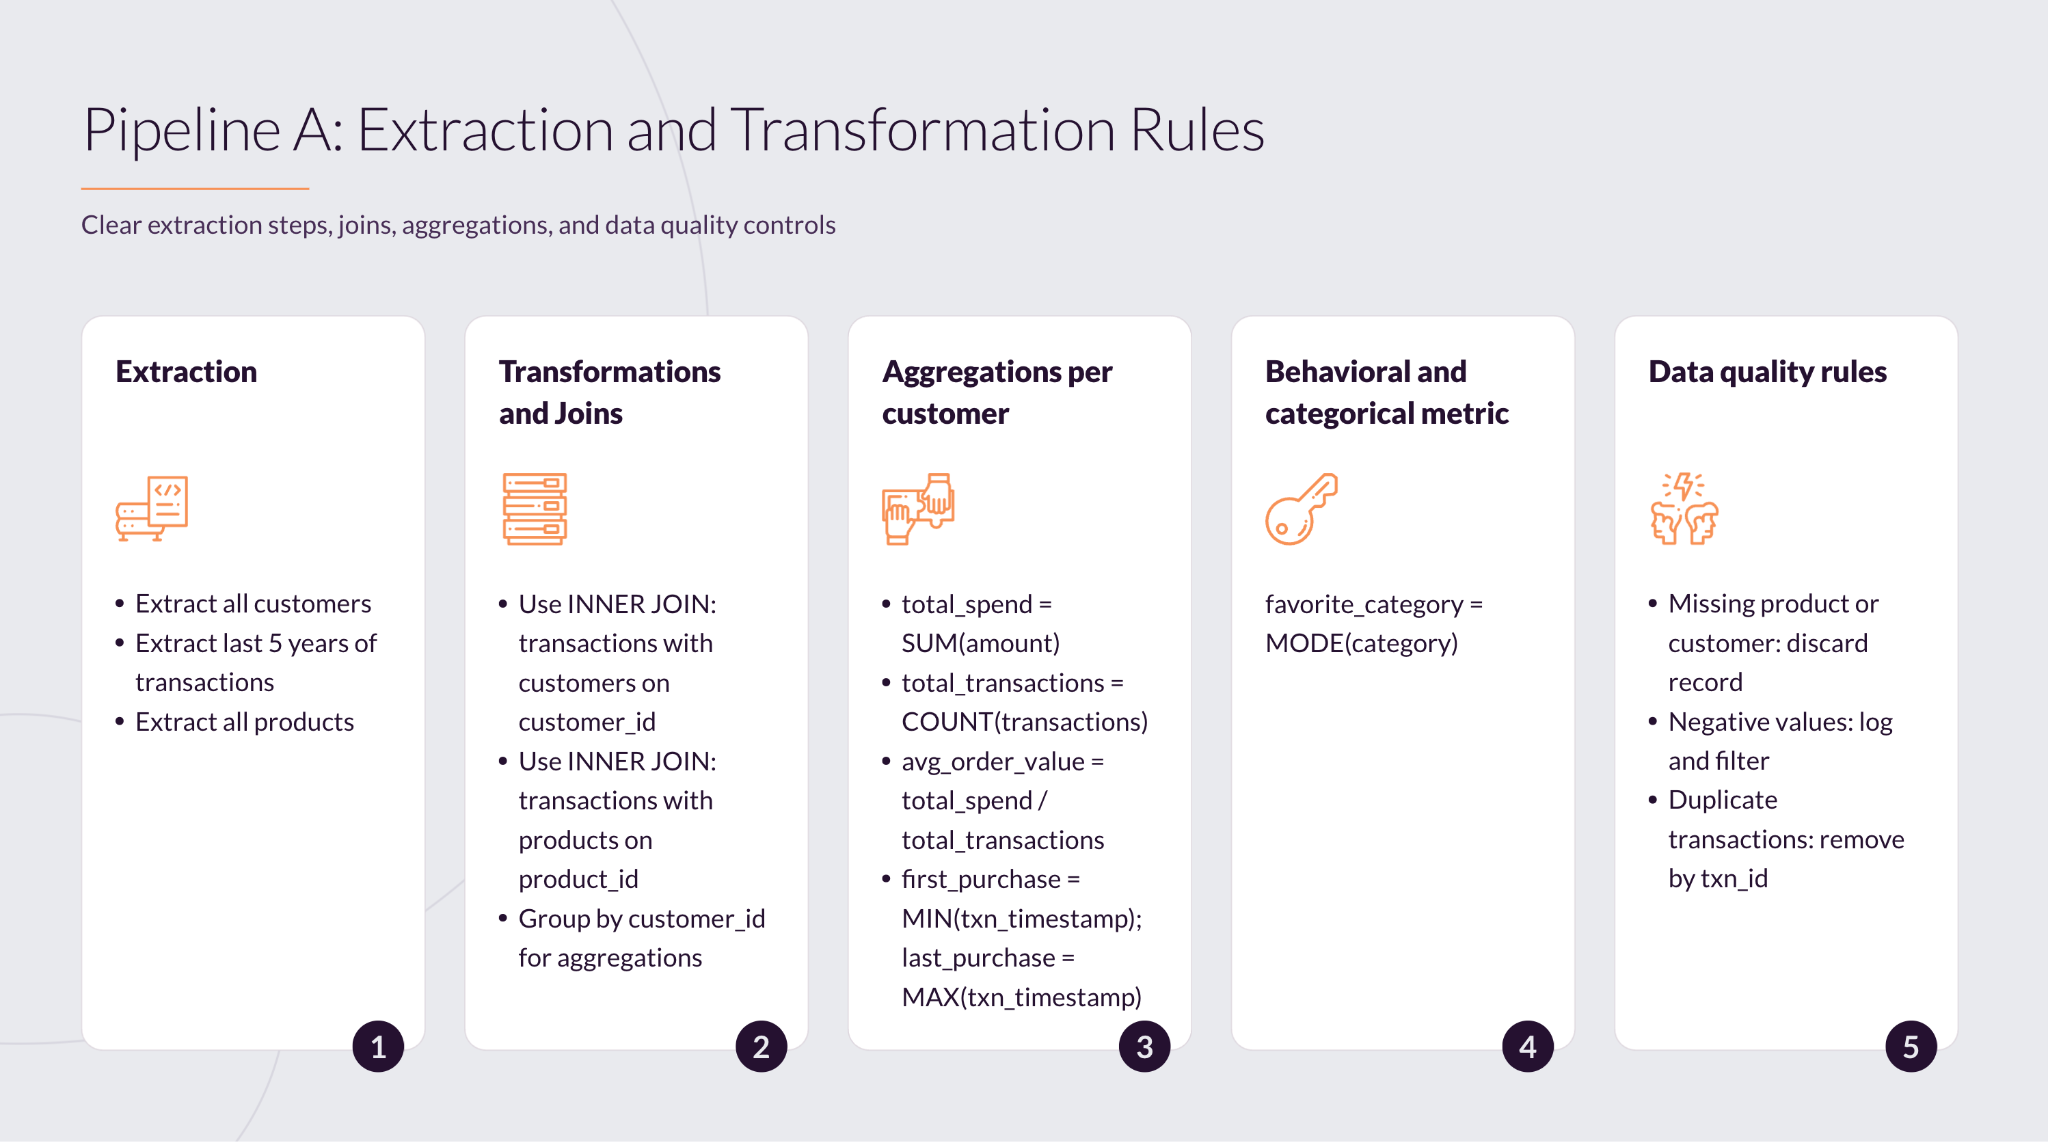 Pipeline A: Extraction and Transformation Rules
Clear extraction steps, joins, aggregations, and data quality controls
Extraction
• Extract all customers
• Extract last 5 years of
transactions
• Extract all products
1
Transformations
and Joins
• Use INNER JOIN:
transactions with
customers on
customer_id
• Use INNER JOIN:
transactions with
products on
product_id
• Group by customer_id
for aggregations
2
Aggregations per
customer
• total_spend =
SUM(amount)
• total_transactions =
COUNT(transactions)
• avg_order_value =
total_spend /
total_transactions
• first_purchase =
MIN(txn_timestamp);
last_purchase =
MAX(txn_timestamp)
3
Behavioral and
categorical metric
favorite_category =
MODE(category)
4
Data quality rules
• Missing product or
customer: discard
record
• Negative values: log
and filter
• Duplicate
transactions: remove
by txn_id
5